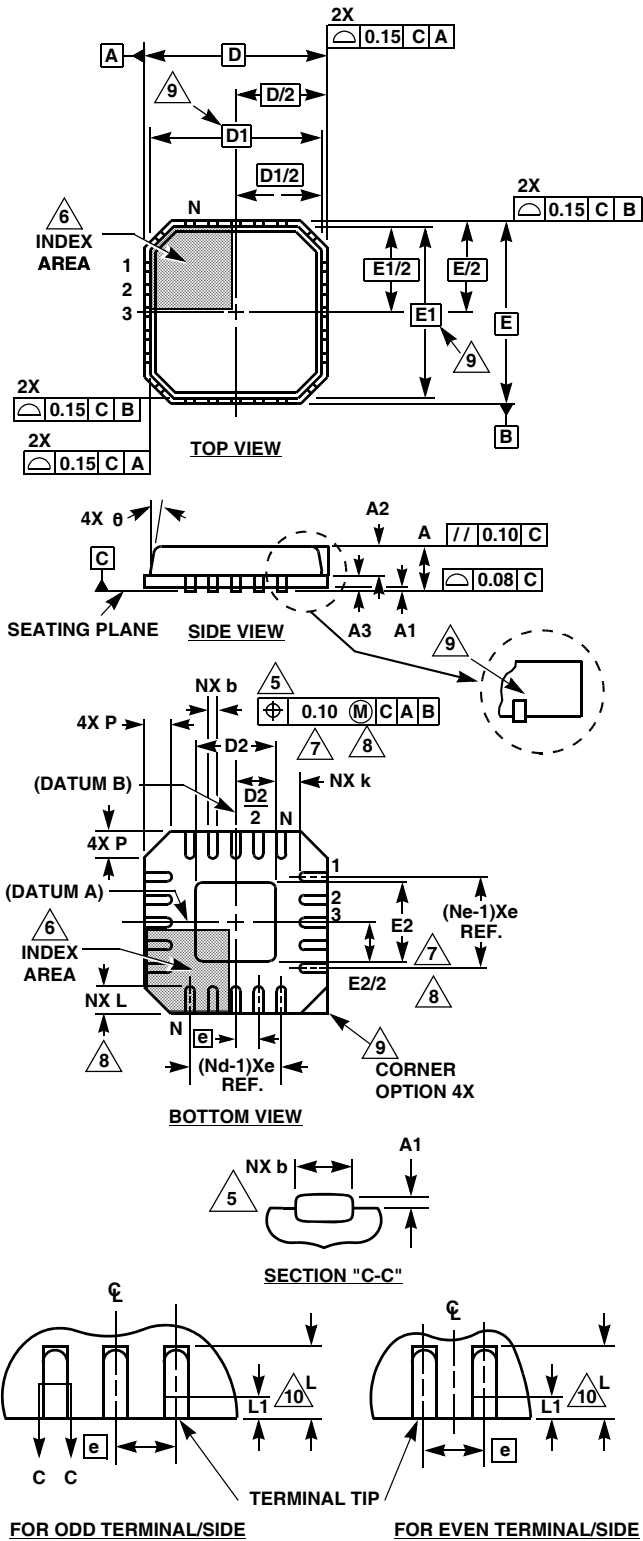 2X
0.15 C A
A
D
D/2
9
D1
D1/2
2X
0.15 C B
6
INDEX
AREA
N
1
2
3
E1/2
E/2
E1
E
9
2X
0.15 C B
2X
0.15 C A
B
TOP VIEW
4X θ
A2
A
// 0.10 C
C
0.08 C
SEATING PLANE
SIDE VIEW
A3
A1
9
NX b
5
0.10 M C A B
4X P
D2
7
8
(DATUM B)
D2
2
NX k
N
4X P
1
2
3
(DATUM A)
(Ne-1)Xe
REF.
6
INDEX
AREA
E2
7
E2/2
8
NX L
8
N
e
(Nd-1)Xe
REF.
9
CORNER
OPTION 4X
BOTTOM VIEW
NX b
A1
5
SECTION "C-C"
CL
L
10
L1
e
C C
CL
L
10
L1
e
TERMINAL TIP
FOR ODD TERMINAL/SIDE
FOR EVEN TERMINAL/SIDE